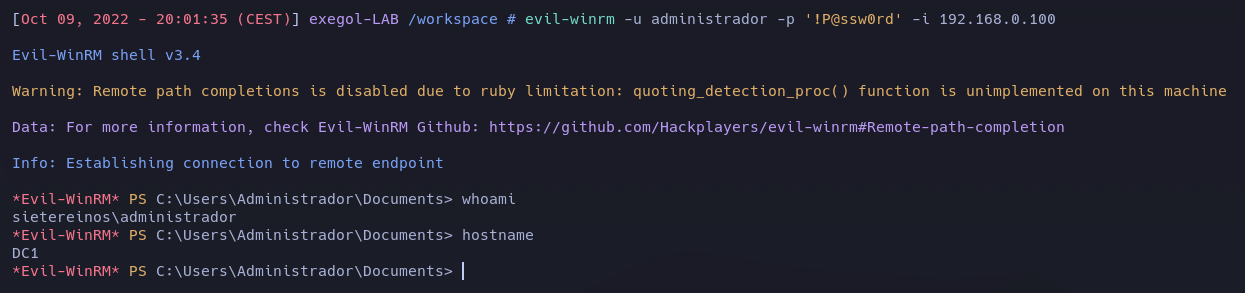 [Oct 09, 2022 - 20:01:35 (CEST)] exegol-LAB /workspace # evil-winrm -u administrador -p '!P@ssw0rd' -i 192.168.0.100
Evil-WinRM shell v3.4
Warning: Remote path completions is disabled due to ruby limitation: quoting_detection_proc() function is unimplemented on this machine
Data: For more information, check Evil-WinRM Github: https://github.com/Hackplayers/evil-winrm#Remote-path-completion
Info: Establishing connection to remote endpoint
*Evil-WinRM* PS C:\Users\Administrador\Documents> whoami
sietereinos\administrador
*Evil-WinRM* PS C:\Users\Administrador\Documents> hostname
DC1
*Evil-WinRM* PS C:\Users\Administrador\Documents>